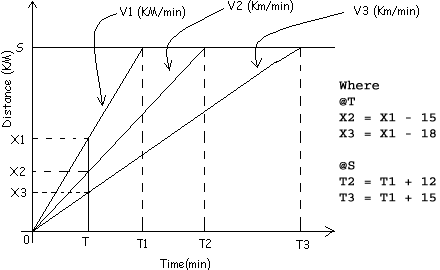 V1 (KM/min)
V2 (Km/min)
V3 (Km/min)
S
Distance (KM)
X1
X2
X3
0
T
T1
T2
T3
Time(min)
Where
@T
X2 = X1 - 15
X3 = X1 - 18
@S
T2 = T1 + 12
T3 = T1 + 15